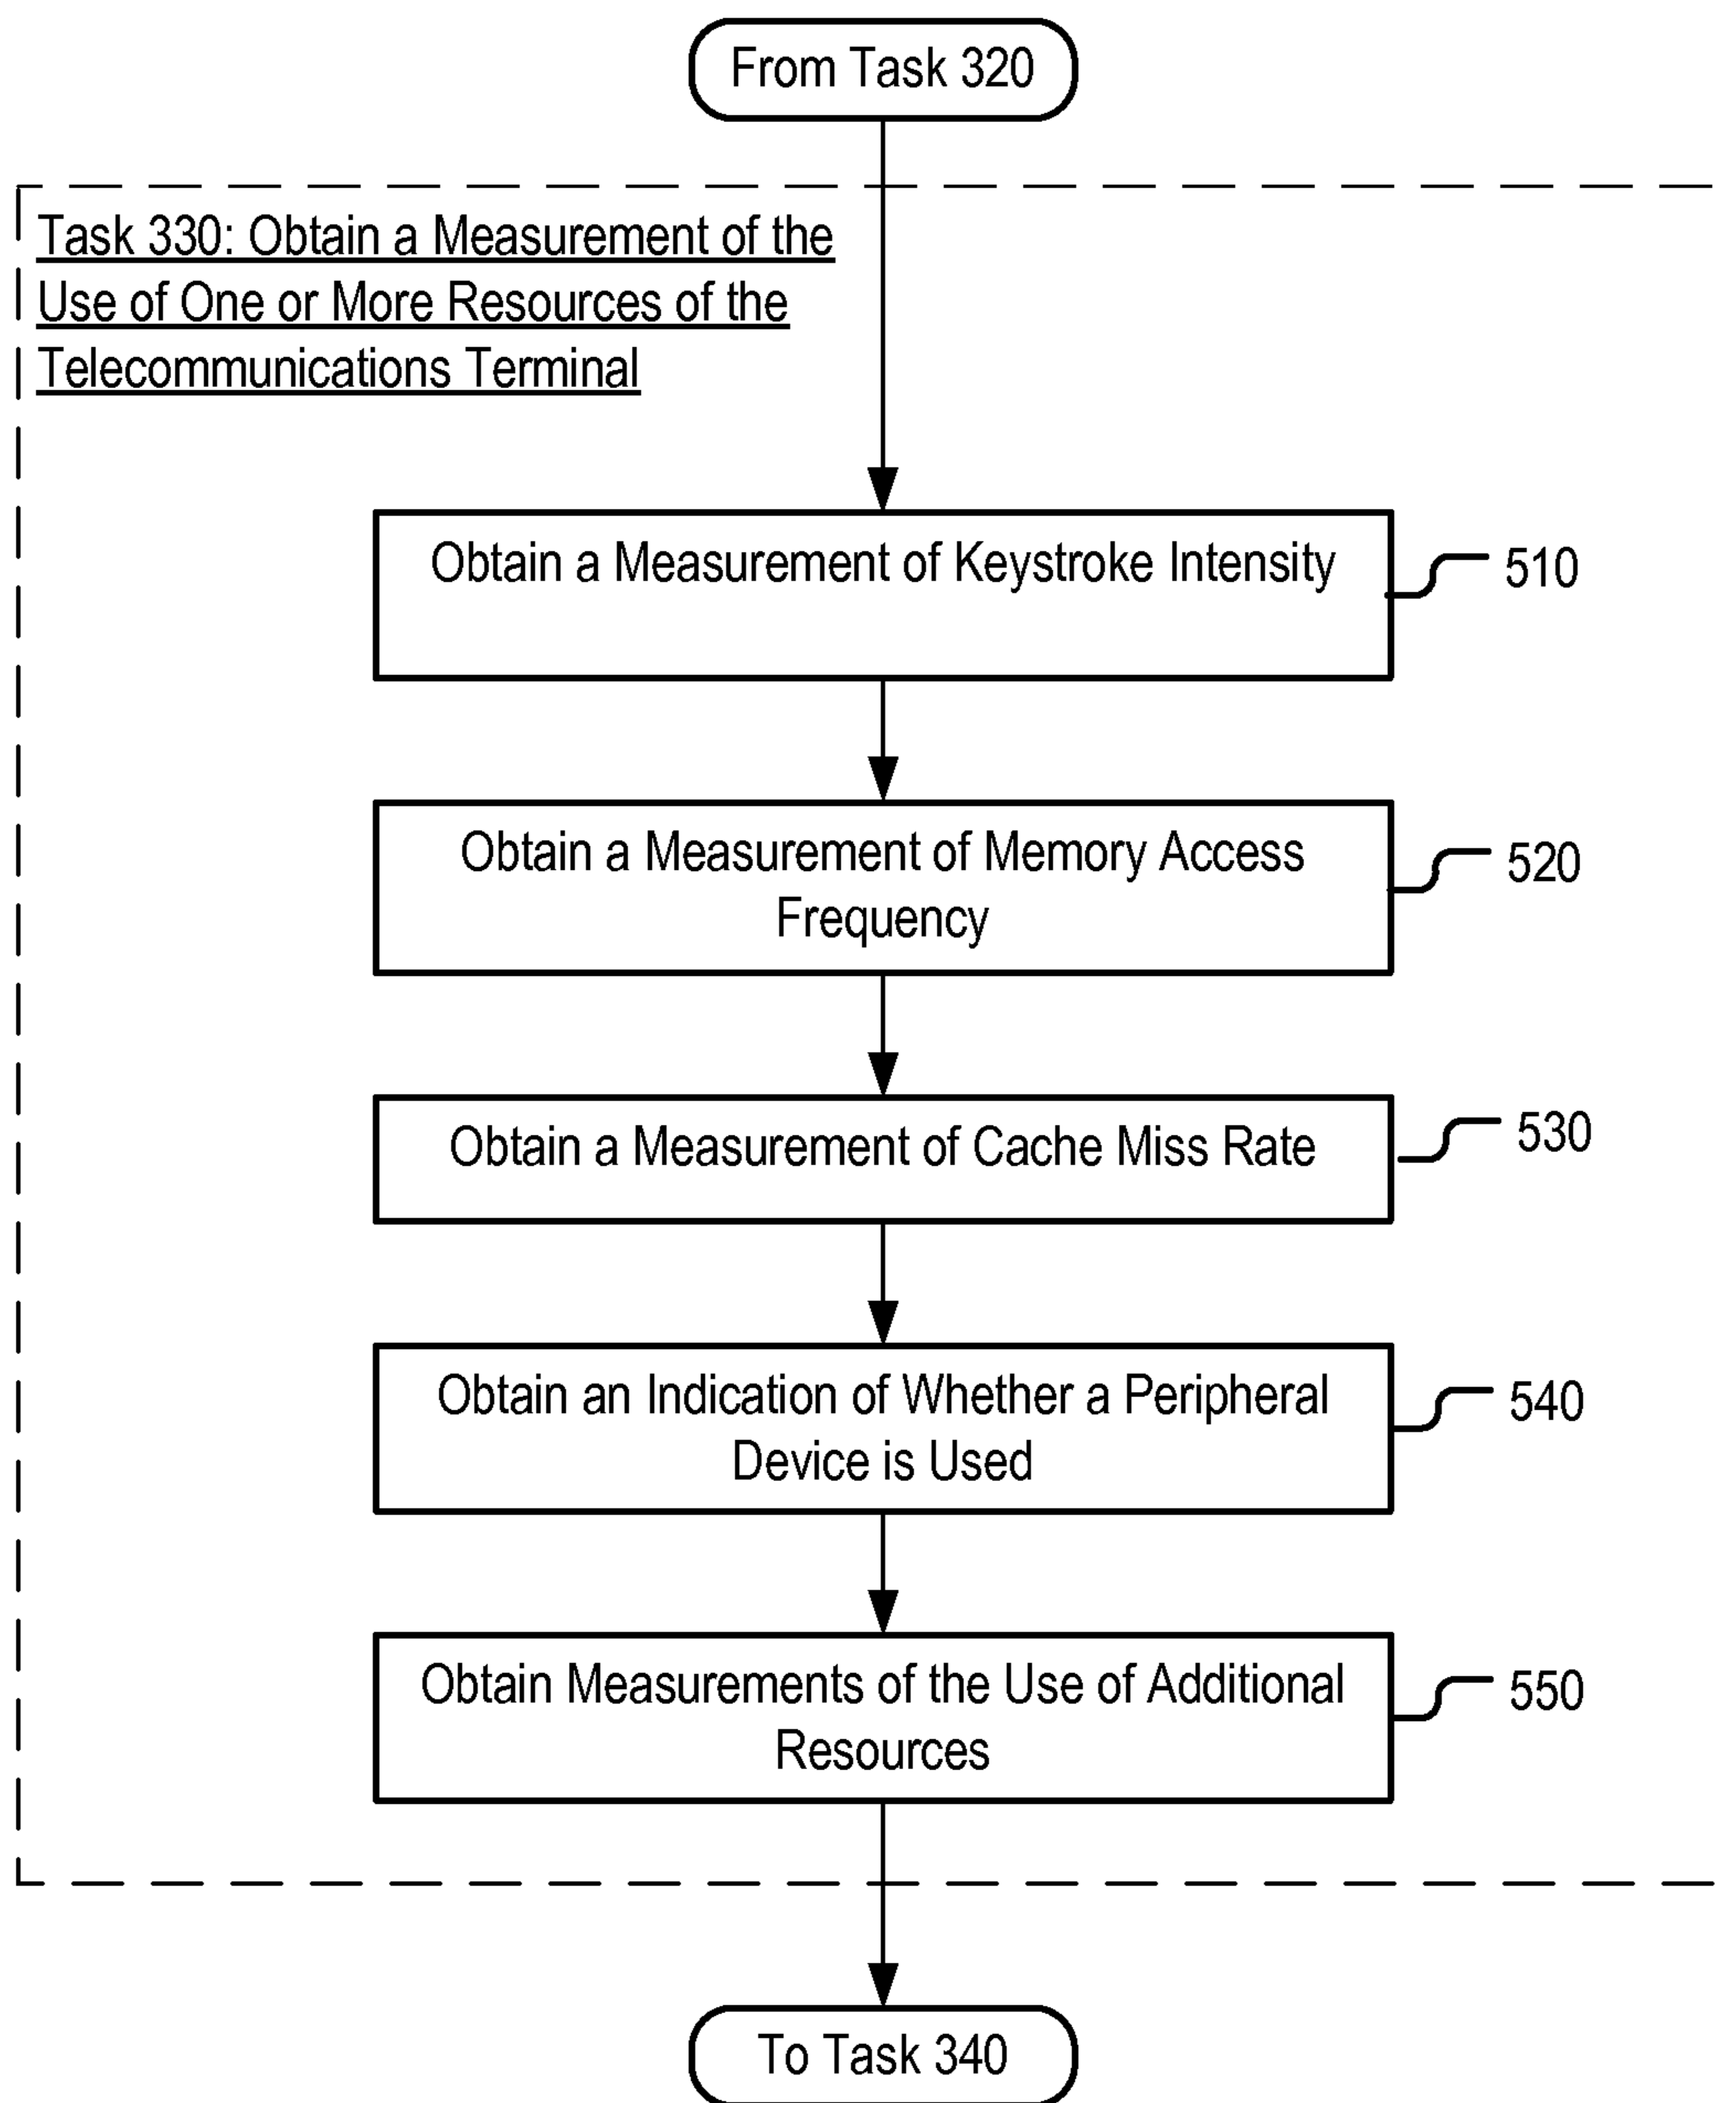 From Task 320
Task 330: Obtain a Measurement of the
Use of One or More Resources of the
Telecommunications Terminal
Obtain a Measurement of Keystroke Intensity
510
Obtain a Measurement of Memory Access
Frequency
520
Obtain a Measurement of Cache Miss Rate
530
Obtain an Indication of Whether a Peripheral
Device is Used
540
Obtain Measurements of the Use of Additional
Resources
550
To Task 340